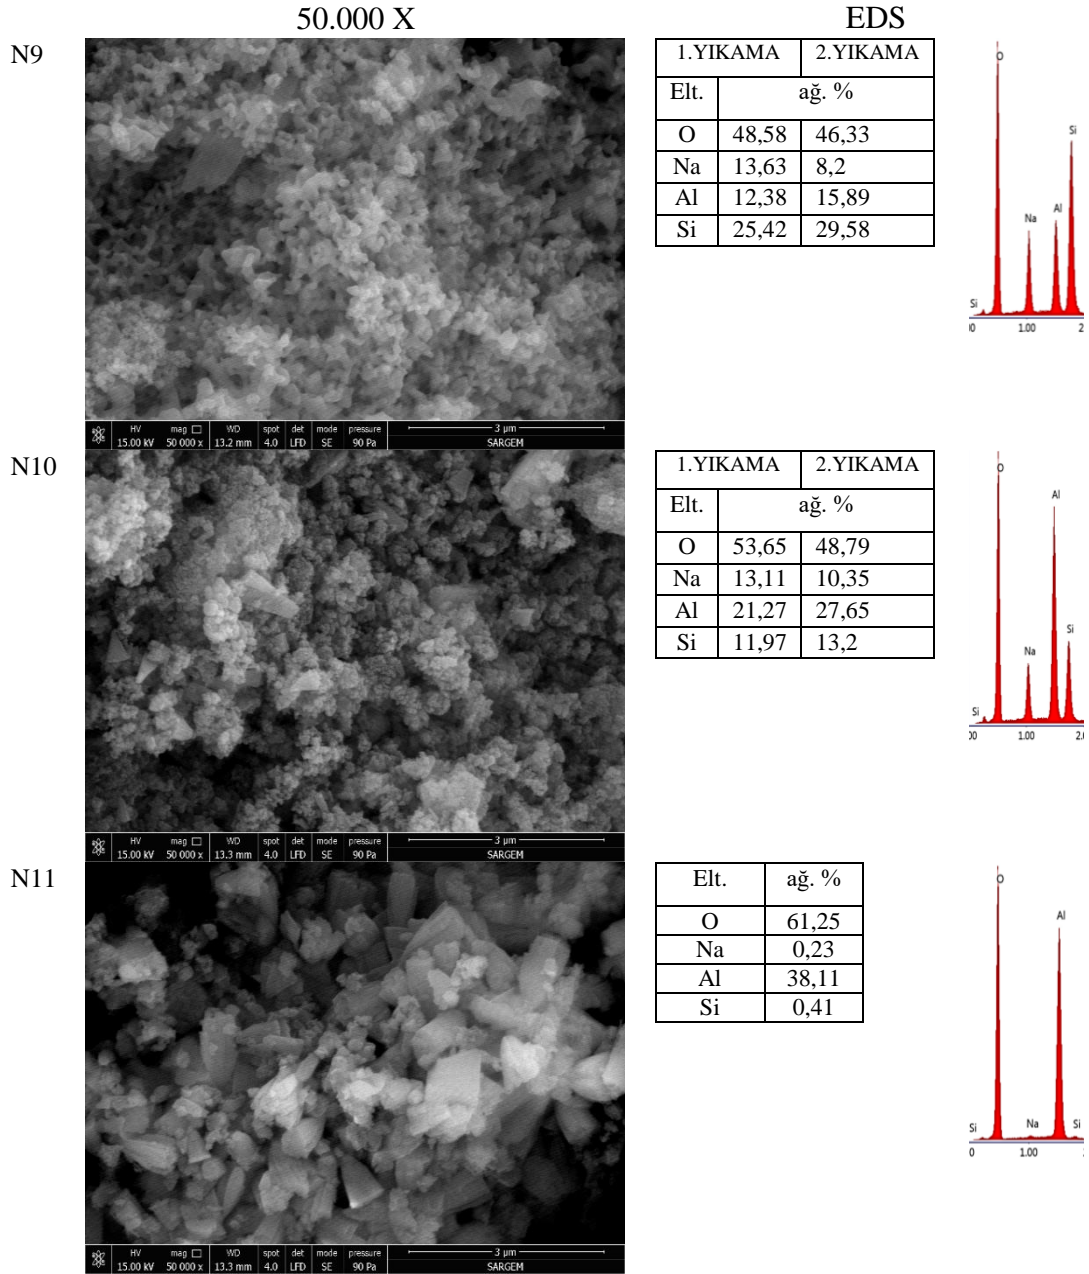 50.000 X EDS
N9
1.YIKAMA 2.YIKAMA
Elt. ağ. %
O 48,58 46,33
Na 13,63 8,2
Al 12,38 15,89
Si 25,42 29,58
O
Si
Al
Na
Si
00 1.00 2
HV mag □ WD spot det mode pressure 3 µm
15.00 kV 50 000 x 13.2 mm 4.0 LFD SE 90 Pa SARGEM
N10
1.YIKAMA 2.YIKAMA
Elt. ağ. %
O 53,65 48,79
Na 13,11 10,35
Al 21,27 27,65
Si 11,97 13,2
O
Al
Si
Na
Si
00 1.00 2.0
HV mag □ WD spot det mode pressure 3 µm
15.00 kV 50 000 x 13.3 mm 4.0 LFD SE 90 Pa SARGEM
N11
Elt. ağ. %
O 61,25
Na 0,23
Al 38,11
Si 0,41
O
Al
Si Na Si
0 1.00
HV mag □ WD spot det mode pressure 3 µm
15.00 kV 50 000 x 13.3 mm 4.0 LFD SE 90 Pa SARGEM